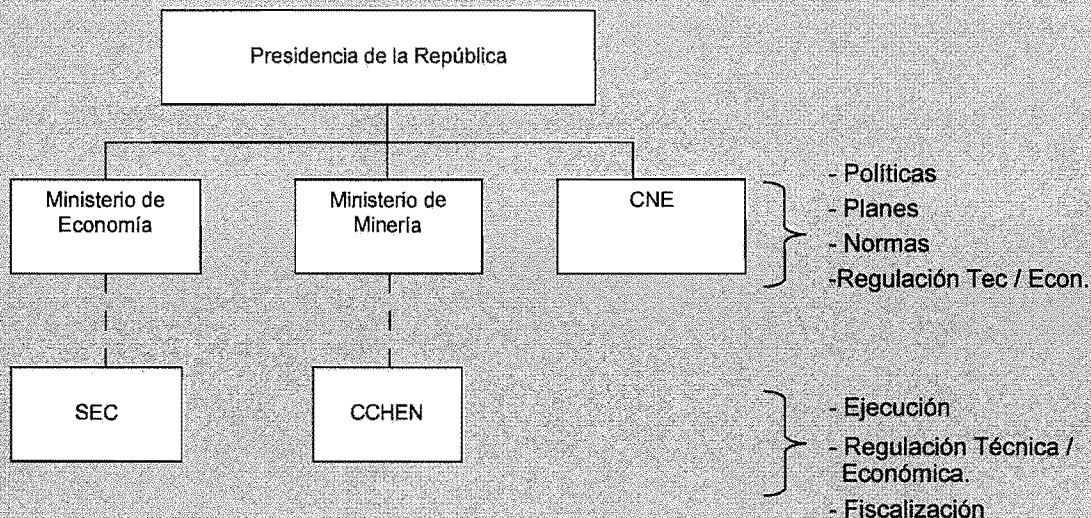 Presidencia de la República
Ministerio de
Economía
Ministerio de
Minería
CNE
- Políticas
- Planes
- Normas
-Regulación Tec / Econ.
SEC
CCHEN
- Ejecución
- Regulación Técnica /
Económica.
- Fiscalización